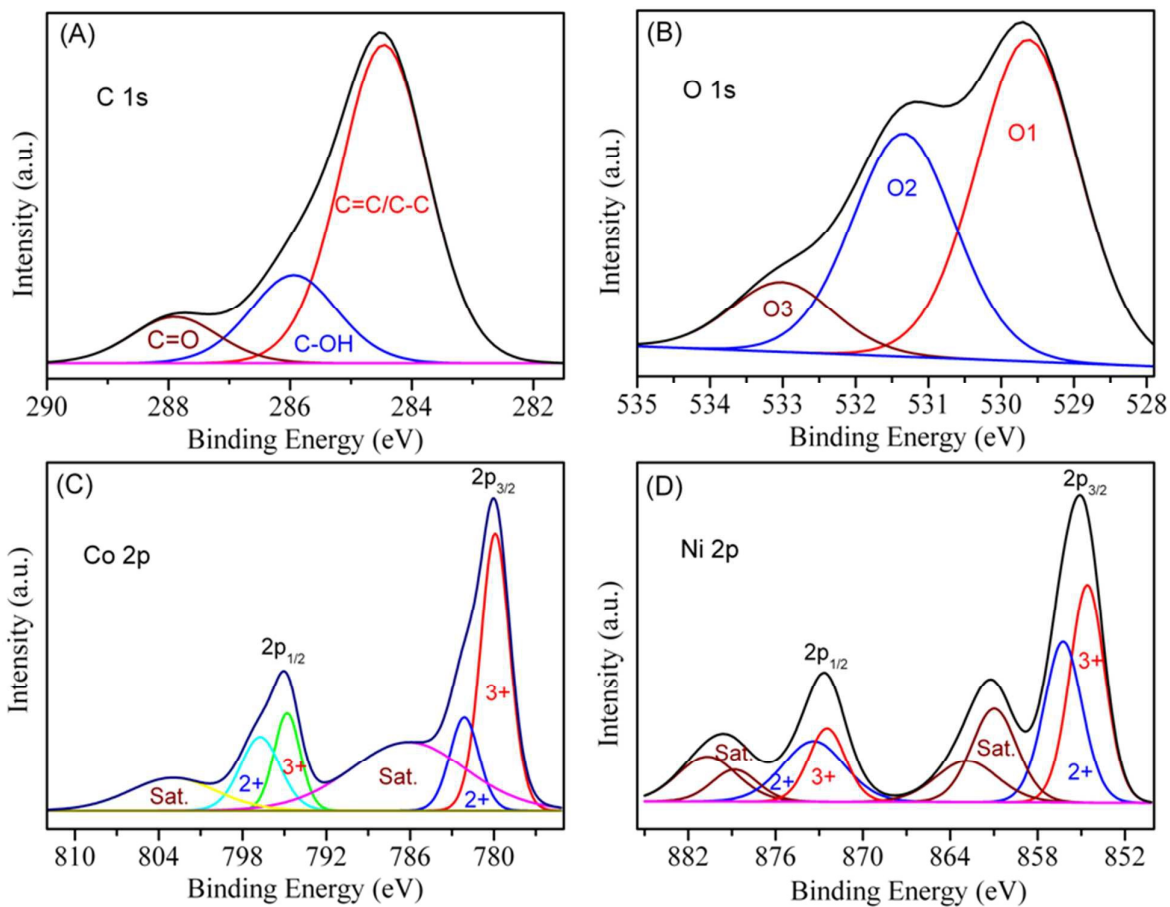 (A)
C 1s
C=C/C-C
C=O
C-OH
Intensity (a.u.)
290 288 286 284 282
Binding Energy (eV)
(B)
O 1s
O1
O2
O3
Intensity (a.u.)
535 534 533 532 531 530 529 528
Binding Energy (eV)
(C)
Co 2p
2p3/2
2p1/2
3+
2+
3+
Sat.
2+
Sat.
Intensity (a.u.)
810 804 798 792 786 780
Binding Energy (eV)
(D)
Ni 2p
2p3/2
2p1/2
3+
2+
Sat.
Sat.
2+
3+
Intensity (a.u.)
882 876 870 864 858 852
Binding Energy (eV)